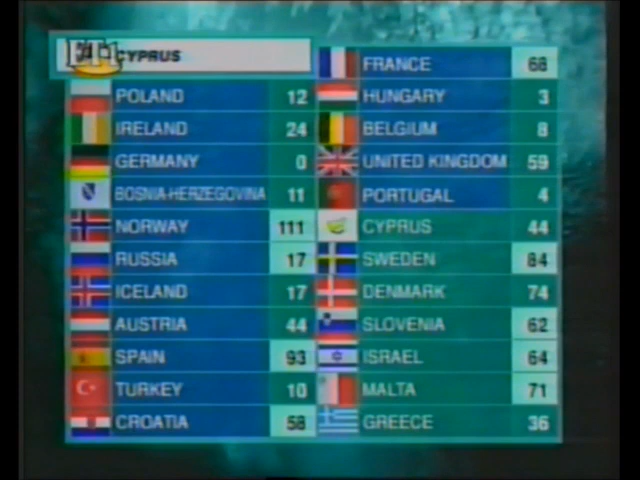 ET1 CYPRUS
POLAND 12
IRELAND 24
GERMANY 0
BOSNIA-HERZEGOVINA 11
NORWAY 111
RUSSIA 17
ICELAND 17
AUSTRIA 44
SPAIN 93
TURKEY 10
CROATIA 58
FRANCE 68
HUNGARY 3
BELGIUM 8
UNITED KINGDOM 59
PORTUGAL 4
CYPRUS 44
SWEDEN 84
DENMARK 74
SLOVENIA 62
ISRAEL 64
MALTA 71
GREECE 36